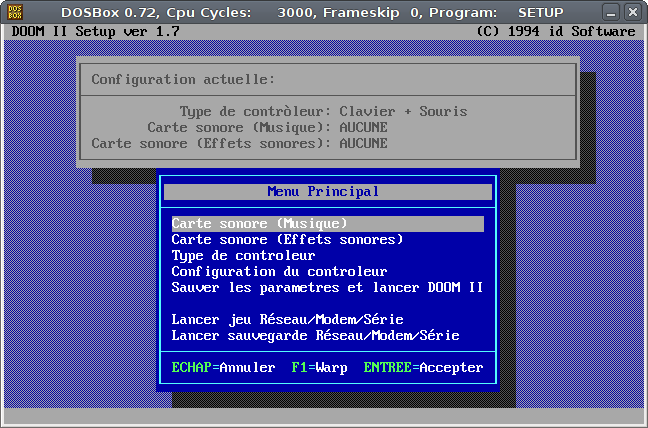 DOSBox 0.72, Cpu Cycles: 3000, Frameskip 0, Program: SETUP
DOOM II Setup ver 1.7 (C) 1994 id Software
Configuration actuelle:
Type de contròleur: Clavier + Souris
Carte sonore (Musique): AUCUNE
Carte sonore (Effets sonores): AUCUNE
Menu Principal
Carte sonore (Musique)
Carte sonore (Effets sonores)
Type de controleur
Configuration du controleur
Sauver les parametres et lancer DOOM II
Lancer jeu Réseau/Modem/Série
Lancer sauvegarde Réseau/Modem/Série
ECHAP=Annuler F1=Warp ENTREE=Accepter